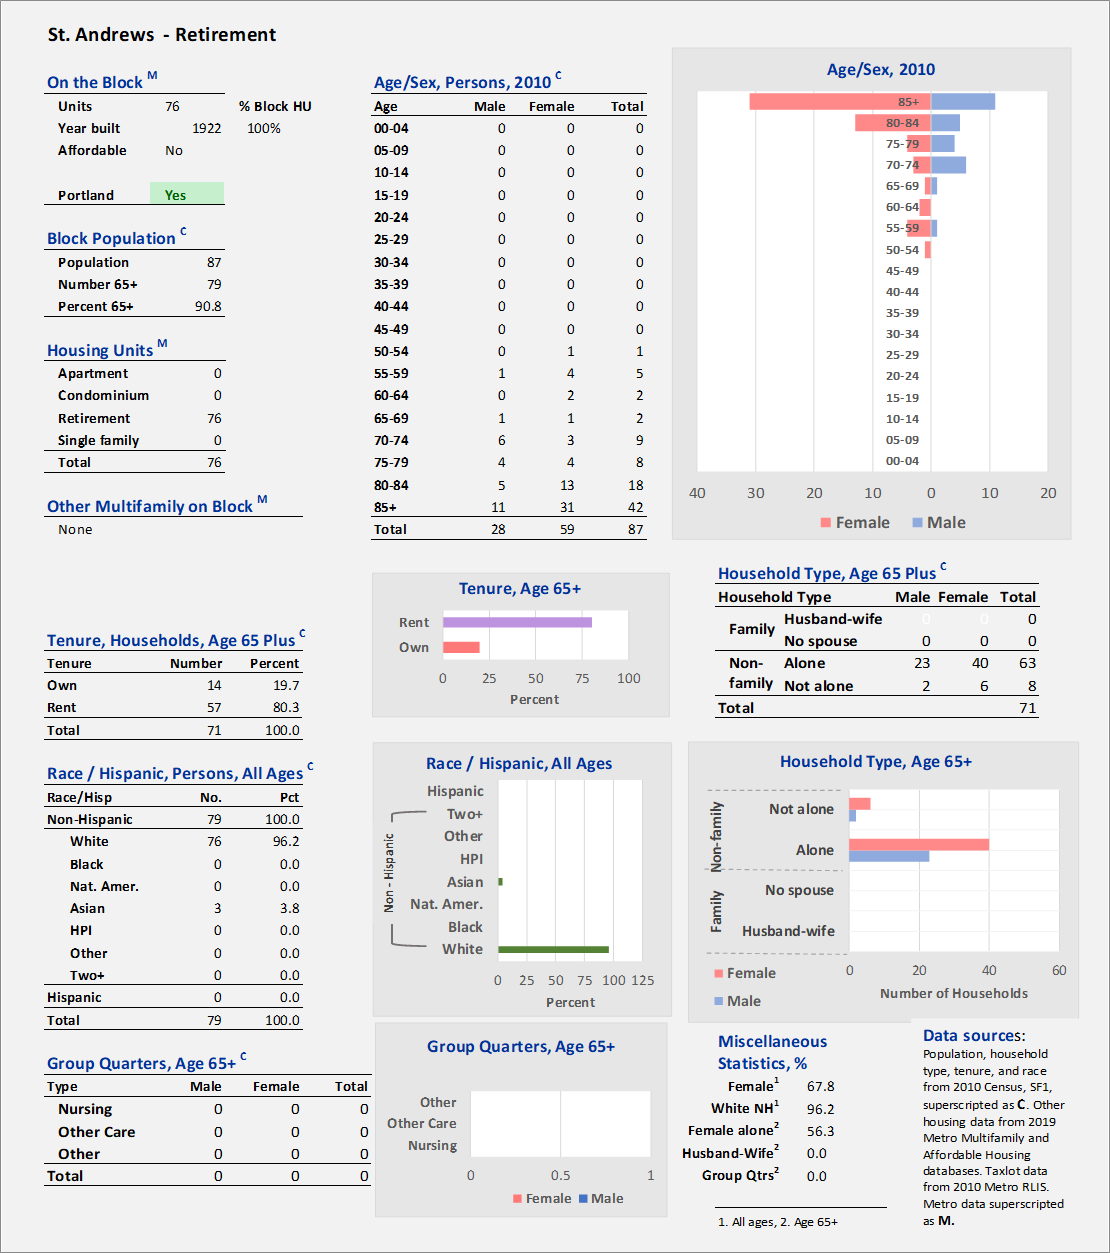 St. Andrews - Retirement
On the Block M
Units 76 % Block HU
Year built 1922 100%
Affordable No
Portland Yes
Block Population C
Population 87
Number 65+ 79
Percent 65+ 90.8
Housing Units M
Apartment 0
Condominium 0
Retirement 76
Single family 0
Total 76
Other Multifamily on Block M
None
Age/Sex, Persons, 2010 C
Age Male Female Total
00-04 0 0 0
05-09 0 0 0
10-14 0 0 0
15-19 0 0 0
20-24 0 0 0
25-29 0 0 0
30-34 0 0 0
35-39 0 0 0
40-44 0 0 0
45-49 0 0 0
50-54 0 1 1
55-59 1 4 5
60-64 0 2 2
65-69 1 1 2
70-74 6 3 9
75-79 4 4 8
80-84 5 13 18
85+ 11 31 42
Total 28 59 87
Age/Sex, 2010
85+
80-84
75-79
70-74
65-69
60-64
55-59
50-54
45-49
40-44
35-39
30-34
25-29
20-24
15-19
10-14
05-09
00-04
40 30 20 10 0 10 20
Female Male
Tenure, Households, Age 65 Plus C
Tenure Number Percent
Own 14 19.7
Rent 57 80.3
Total 71 100.0
Tenure, Age 65+
Rent
Own
0 25 50 75 100
Percent
Household Type, Age 65 Plus C
Household Type Male Female Total
Family Husband-wife 0 0 0
No spouse 0 0 0
Non-family Alone 23 40 63
Not alone 2 6 8
Total 71
Race / Hispanic, Persons, All Ages C
Race/Hisp No. Pct
Non-Hispanic 79 100.0
White 76 96.2
Black 0 0.0
Nat. Amer. 0 0.0
Asian 3 3.8
HPI 0 0.0
Other 0 0.0
Two+ 0 0.0
Hispanic 0 0.0
Total 79 100.0
Race / Hispanic, All Ages
Hispanic
Two+
Other
HPI
Asian
Nat. Amer.
Black
White
Non - Hispanic
0 25 50 75 100 125
Percent
Household Type, Age 65+
Non-family
Not alone
Alone
Family
No spouse
Husband-wife
0 20 40 60
Number of Households
Female
Male
Group Quarters, Age 65+ C
Type Male Female Total
Nursing 0 0 0
Other Care 0 0 0
Other 0 0 0
Total 0 0 0
Group Quarters, Age 65+
Other
Other Care
Nursing
0 0.5 1
Female Male
Miscellaneous
Statistics, %
Female1 67.8
White NH1 96.2
Female alone2 56.3
Husband-Wife2 0.0
Group Qtrs2 0.0
1. All ages, 2. Age 65+
Data sources:
Population, household
type, tenure, and race
from 2010 Census, SF1,
superscripted as C. Other
housing data from 2019
Metro Multifamily and
Affordable Housing
databases. Taxlot data
from 2010 Metro RLIS.
Metro data superscripted
as M.